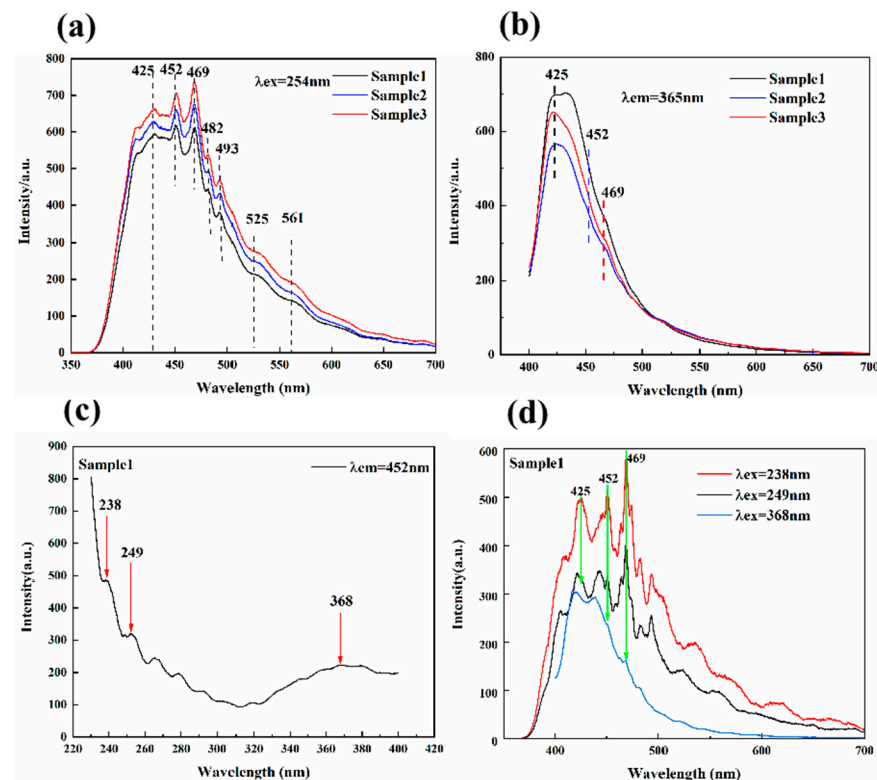 (a)
800
700
600
500
400
300
200
100
0
Intensity/a.u.
425 452 469
482
493
525 561
λex=254nm
Sample1
Sample2
Sample3
350 400 450 500 550 600 650 700
Wavelength (nm)
(b)
800
600
400
200
0
Intensity/a.u.
425
452
469
λem=365nm
Sample1
Sample2
Sample3
400 450 500 550 600 650 700
Wavelength (nm)
(c)
900
800
700
600
500
400
300
200
100
0
Intensity(a.u.)
Sample1
λem=452nm
238
249
368
220 240 260 280 300 320 340 360 380 400 420
Wavelength (nm)
(d)
600
500
400
300
200
100
0
Intensity(a.u.)
Sample1
425 452 469
λex=238nm
λex=249nm
λex=368nm
400 500 600 700
Wavelength (nm)